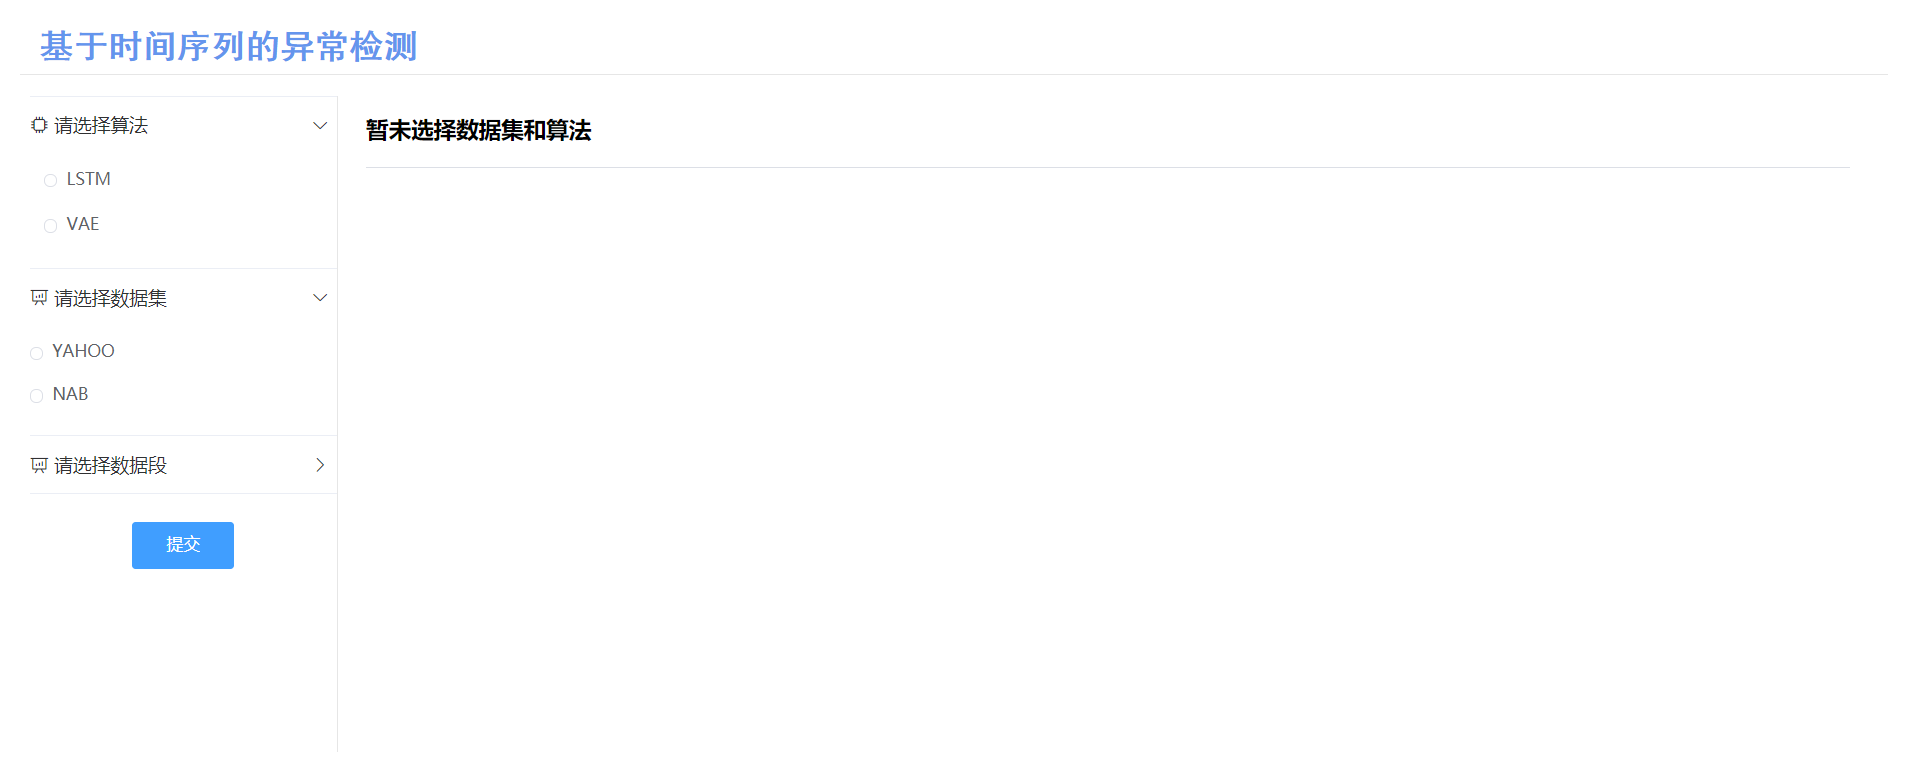 基于时间序列的异常检测
请选择算法
LSTM
VAE
请选择数据集
YAHOO
NAB
请选择数据段
提交
暂未选择数据集和算法